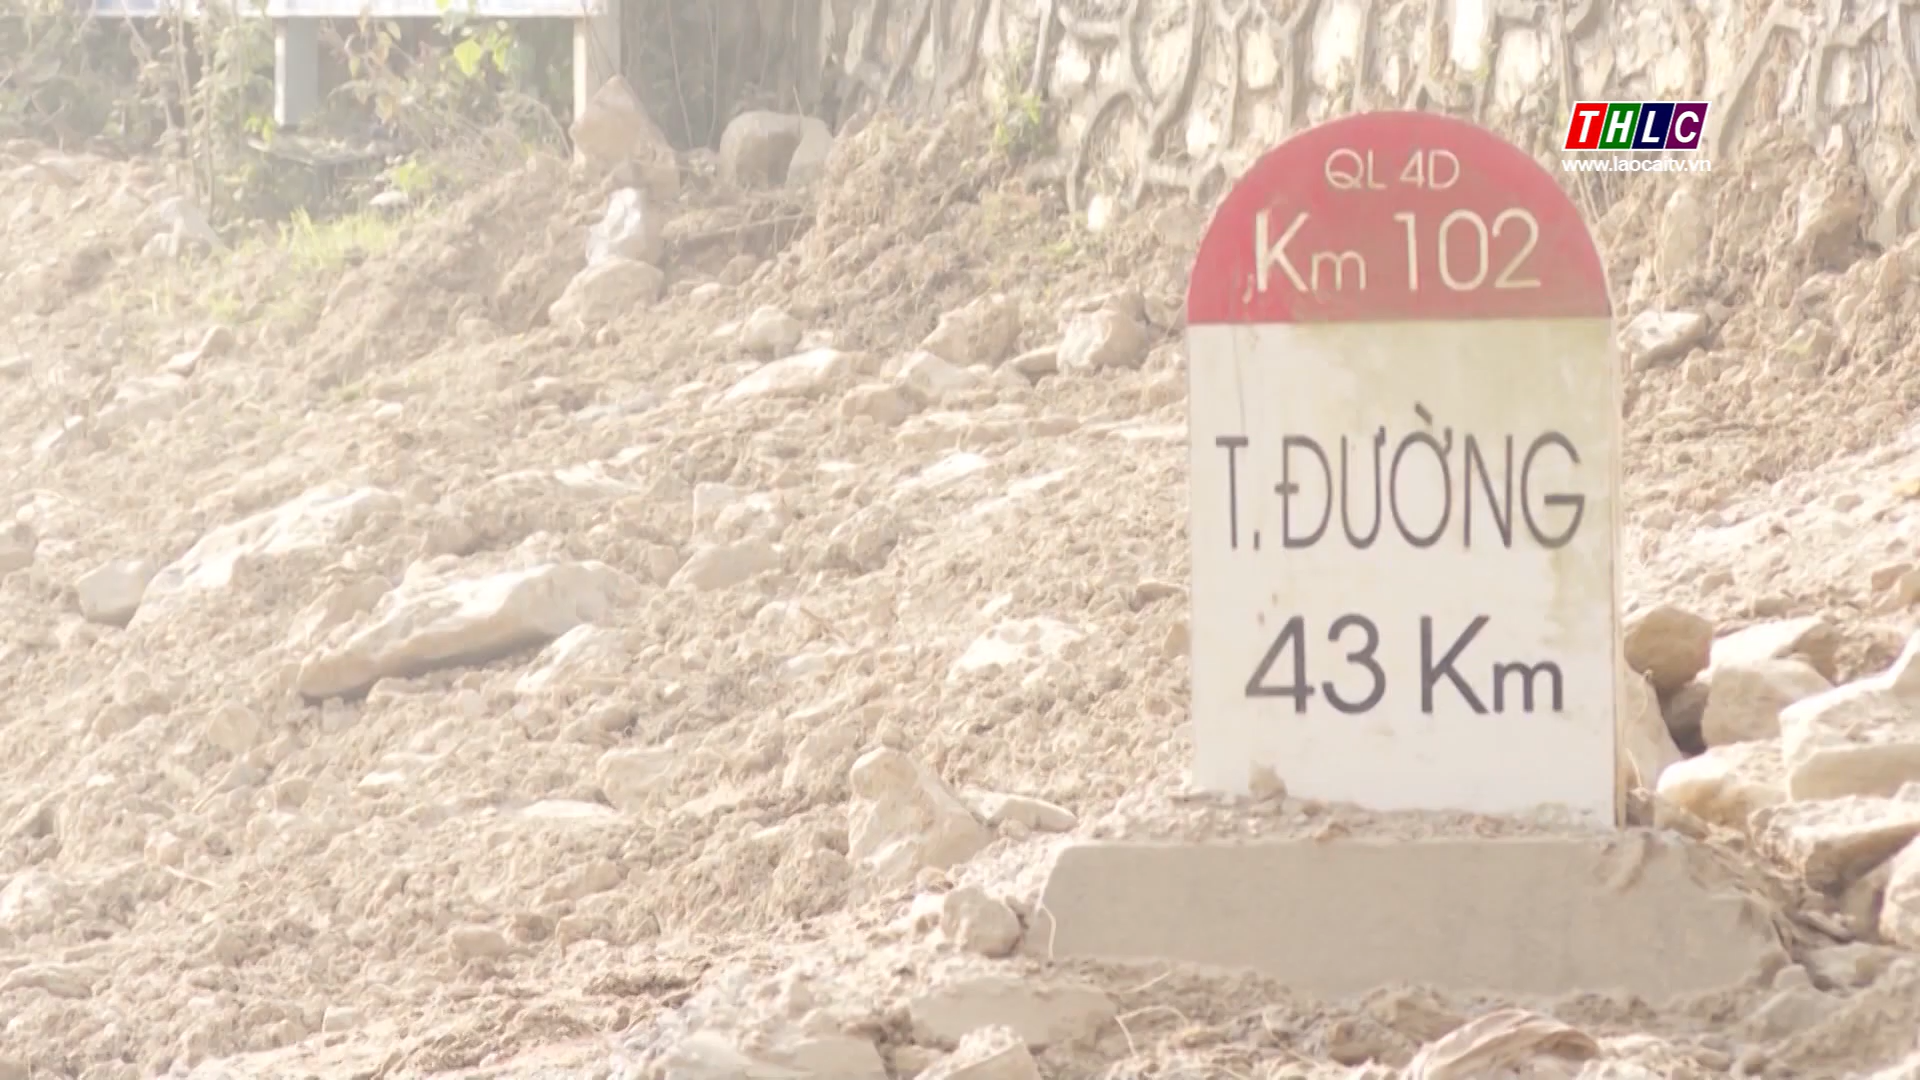 THLC
www.laocaitv.vn
QL 4D
Km 102
T. ĐƯỜNG
43 Km